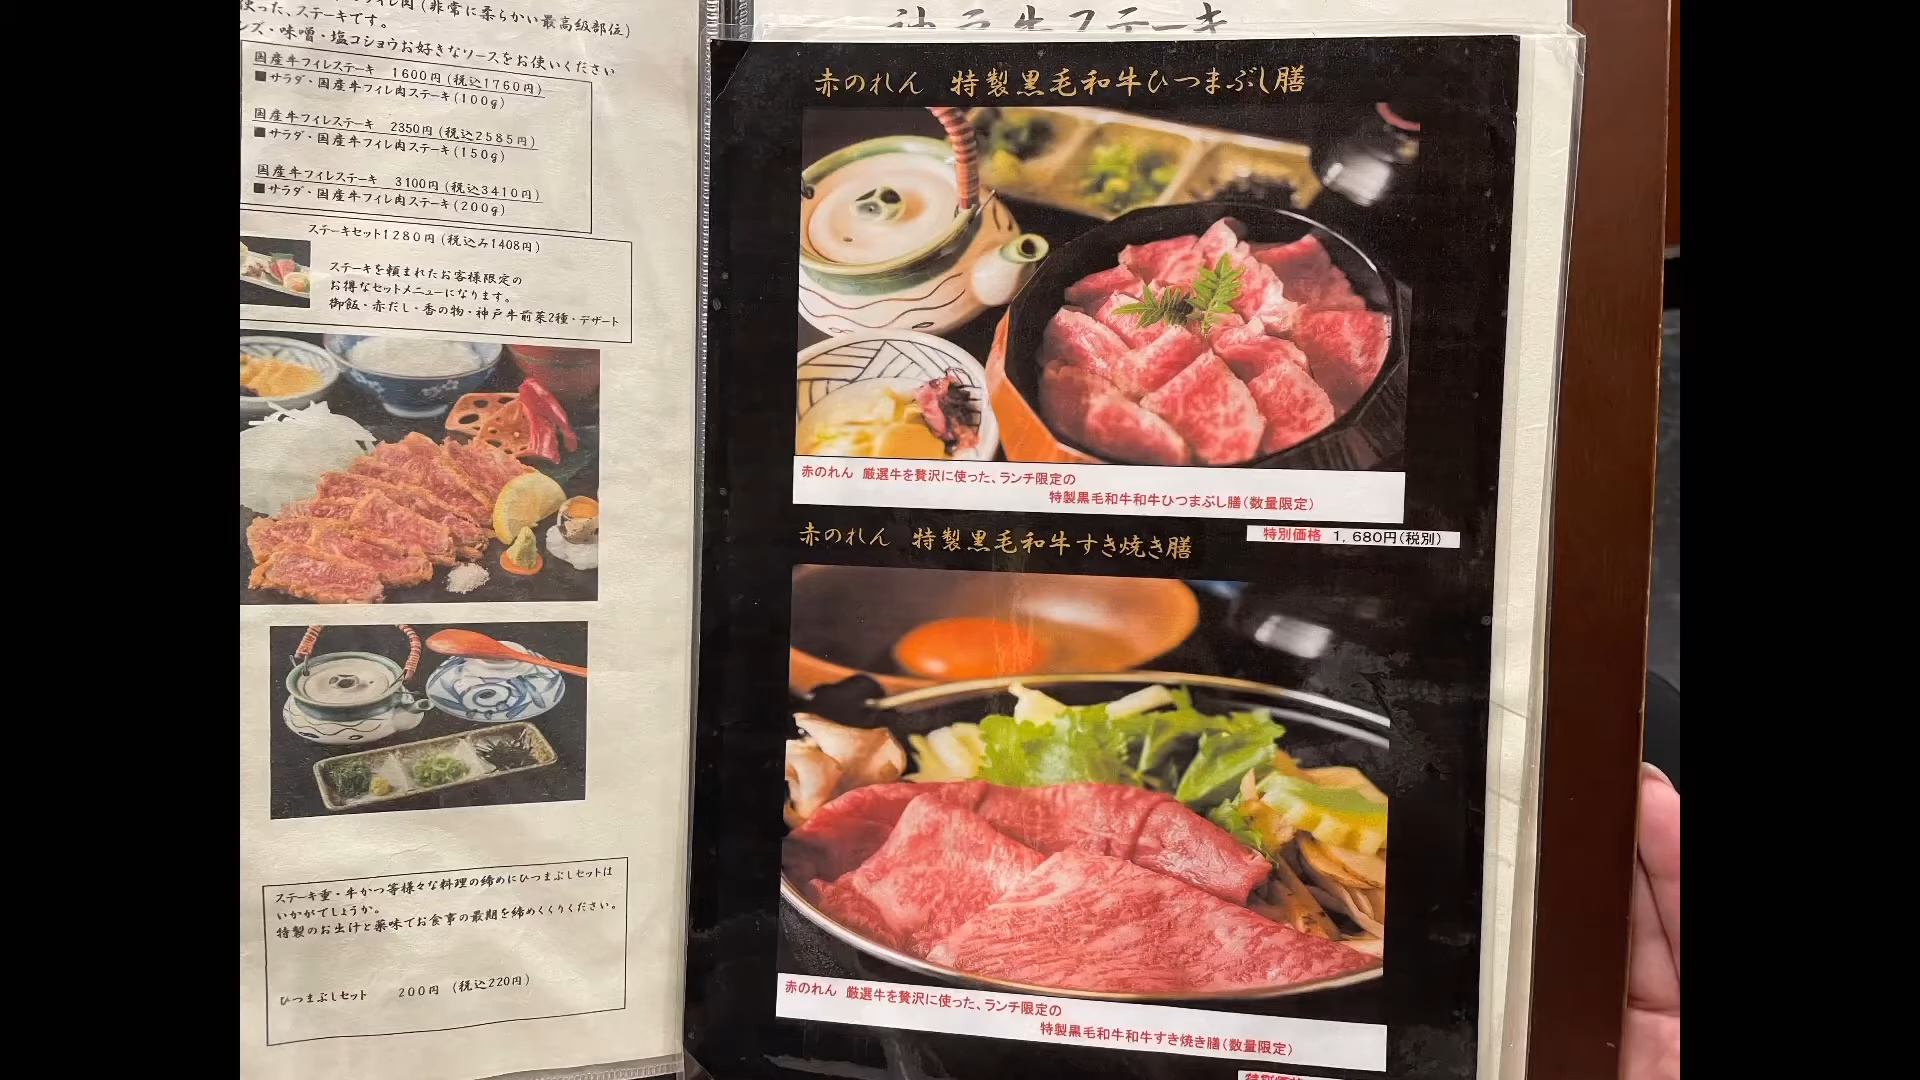 使った、ステーキです。
味噌・塩コショウお好きなソースをお使いください
国産牛フィレステーキ 1600円(税込1760円)
■サラダ・国産牛フィレ肉ステーキ(100g)
国産牛フィレステーキ 2350円(税込2585円)
■サラダ・国産牛フィレ肉ステーキ(150g)
国産牛フィレステーキ 3100円(税込3410円)
■サラダ・国産牛フィレ肉ステーキ(200g)
ステーキセット1280円(税込み1408円)
ステーキを頼まれたお客様限定の
お得なセットメニューになります。
御飯・赤だし・香の物・神戸牛前菜2種・デザート
ステーキ重・牛かつ等様々な料理の締めにひつまぶしセットは
いかがでしょうか。
特製のお出汁と薬味でお食事の最期を締めくくりください。
ひつまぶしセット 200円 (税込220円)
神戸牛ステーキ
赤のれん 特製黒毛和牛ひつまぶし膳
赤のれん 厳選牛を贅沢に使った、ランチ限定の
特製黒毛和牛和牛ひつまぶし膳(数量限定)
特別価格 1,680円(税別)
赤のれん 特製黒毛和牛すき焼き膳
赤のれん 厳選牛を贅沢に使った、ランチ限定の
特製黒毛和牛和牛すき焼き膳(数量限定)